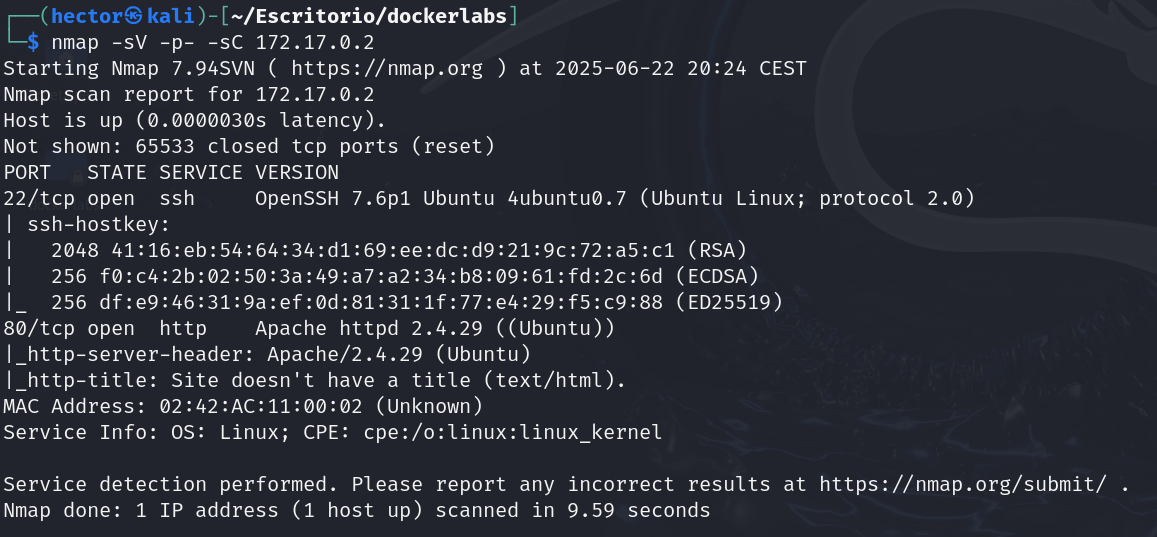 ┌──(hector㉿kali)-[~/Escritorio/dockerlabs]
└─$ nmap -sV -p- -sC 172.17.0.2
Starting Nmap 7.94SVN ( https://nmap.org ) at 2025-06-22 20:24 CEST
Nmap scan report for 172.17.0.2
Host is up (0.0000030s latency).
Not shown: 65533 closed tcp ports (reset)
PORT   STATE SERVICE VERSION
22/tcp open  ssh     OpenSSH 7.6p1 Ubuntu 4ubuntu0.7 (Ubuntu Linux; protocol 2.0)
| ssh-hostkey:
|   2048 41:16:eb:54:64:34:d1:69:ee:dc:d9:21:9c:72:a5:c1 (RSA)
|   256 f0:c4:2b:02:50:3a:49:a7:a2:34:b8:09:61:fd:2c:6d (ECDSA)
|_  256 df:e9:46:31:9a:ef:0d:81:31:1f:77:e4:29:f5:c9:88 (ED25519)
80/tcp open  http    Apache httpd 2.4.29 ((Ubuntu))
|_http-server-header: Apache/2.4.29 (Ubuntu)
|_http-title: Site doesn't have a title (text/html).
MAC Address: 02:42:AC:11:00:02 (Unknown)
Service Info: OS: Linux; CPE: cpe:/o:linux:linux_kernel

Service detection performed. Please report any incorrect results at https://nmap.org/submit/ .
Nmap done: 1 IP address (1 host up) scanned in 9.59 seconds